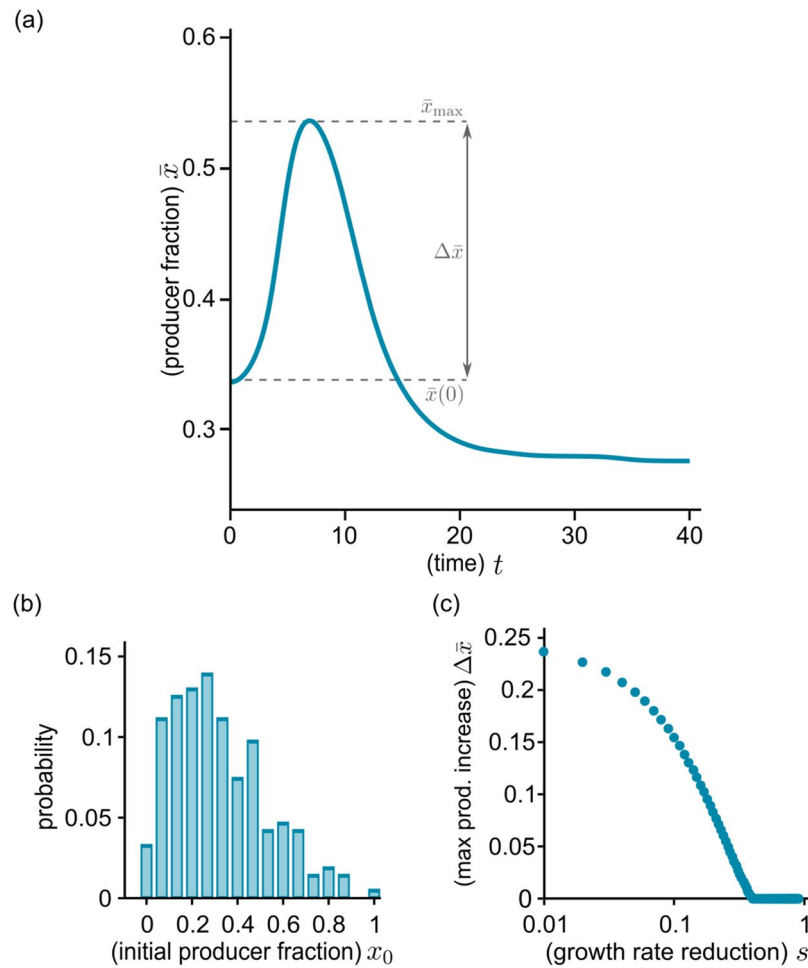 (a)
0.6
0.5
0.4
0.3
(producer fraction) x̄
x̄max
Δx̄
x̄(0)
0 10 20 30 40
(time) t
(b)
0.15
0.1
0.05
0
probability
0 0.2 0.4 0.6 0.8 1
(initial producer fraction) x₀
(c)
0.25
0.2
0.15
0.1
0.05
0
(max prod. increase) Δx̄
0.01 0.1 1
(growth rate reduction) s